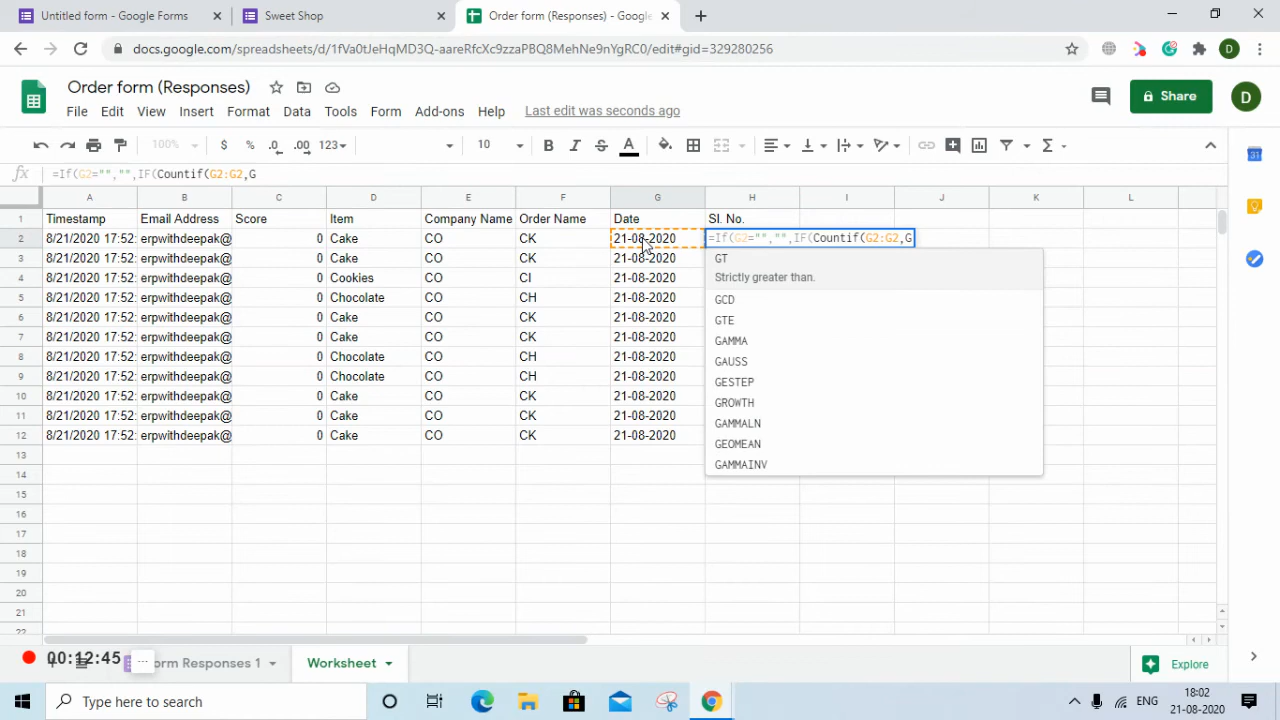 Untitled form - Google Forms
Sweet Shop
Order form (Responses) - Google
docs.google.com/spreadsheets/d/1fVa0tJeHqMD3Q-aareRfcXc9zzaPBQ8MehNe9nYgRC0/edit#gid=329280256
D
Order form (Responses)
File Edit View Insert Format Data Tools Form Add-ons Help Last edit was seconds ago
Share
D
100% $ % .0 .00 123 10 B I S A
fx =If(G2="","",IF(Countif(G2:G2,G
A B C D E F G H I J K L
1 Timestamp Email Address Score Item Company Name Order Name Date Sl. No.
2 8/21/2020 17:52: erpwithdeepak@ 0 Cake CO CK 21-08-2020 =If(G2="","",IF(Countif(G2:G2,G
3 8/21/2020 17:52: erpwithdeepak@ 0 Cake CO CK 21-08-2020 GT
Strictly greater than.
4 8/21/2020 17:52: erpwithdeepak@ 0 Cookies CO CI 21-08-2020
5 8/21/2020 17:52: erpwithdeepak@ 0 Chocolate CO CH 21-08-2020 GCD
6 8/21/2020 17:52: erpwithdeepak@ 0 Cake CO CK 21-08-2020 GTE
7 8/21/2020 17:52: erpwithdeepak@ 0 Cake CO CK 21-08-2020 GAMMA
8 8/21/2020 17:52: erpwithdeepak@ 0 Chocolate CO CH 21-08-2020 GAUSS
9 8/21/2020 17:52: erpwithdeepak@ 0 Chocolate CO CH 21-08-2020 GESTEP
10 8/21/2020 17:52: erpwithdeepak@ 0 Cake CO CK 21-08-2020 GROWTH
11 8/21/2020 17:52: erpwithdeepak@ 0 Cake CO CK 21-08-2020 GAMMALN
12 8/21/2020 17:52: erpwithdeepak@ 0 Cake CO CK 21-08-2020 GEOMEAN
13 GAMMAINV
14
15
16
17
18
19
20
21
22
00:12:45 ... orm Responses 1 Worksheet Explore
Type here to search
ENG
18:02
21-08-2020